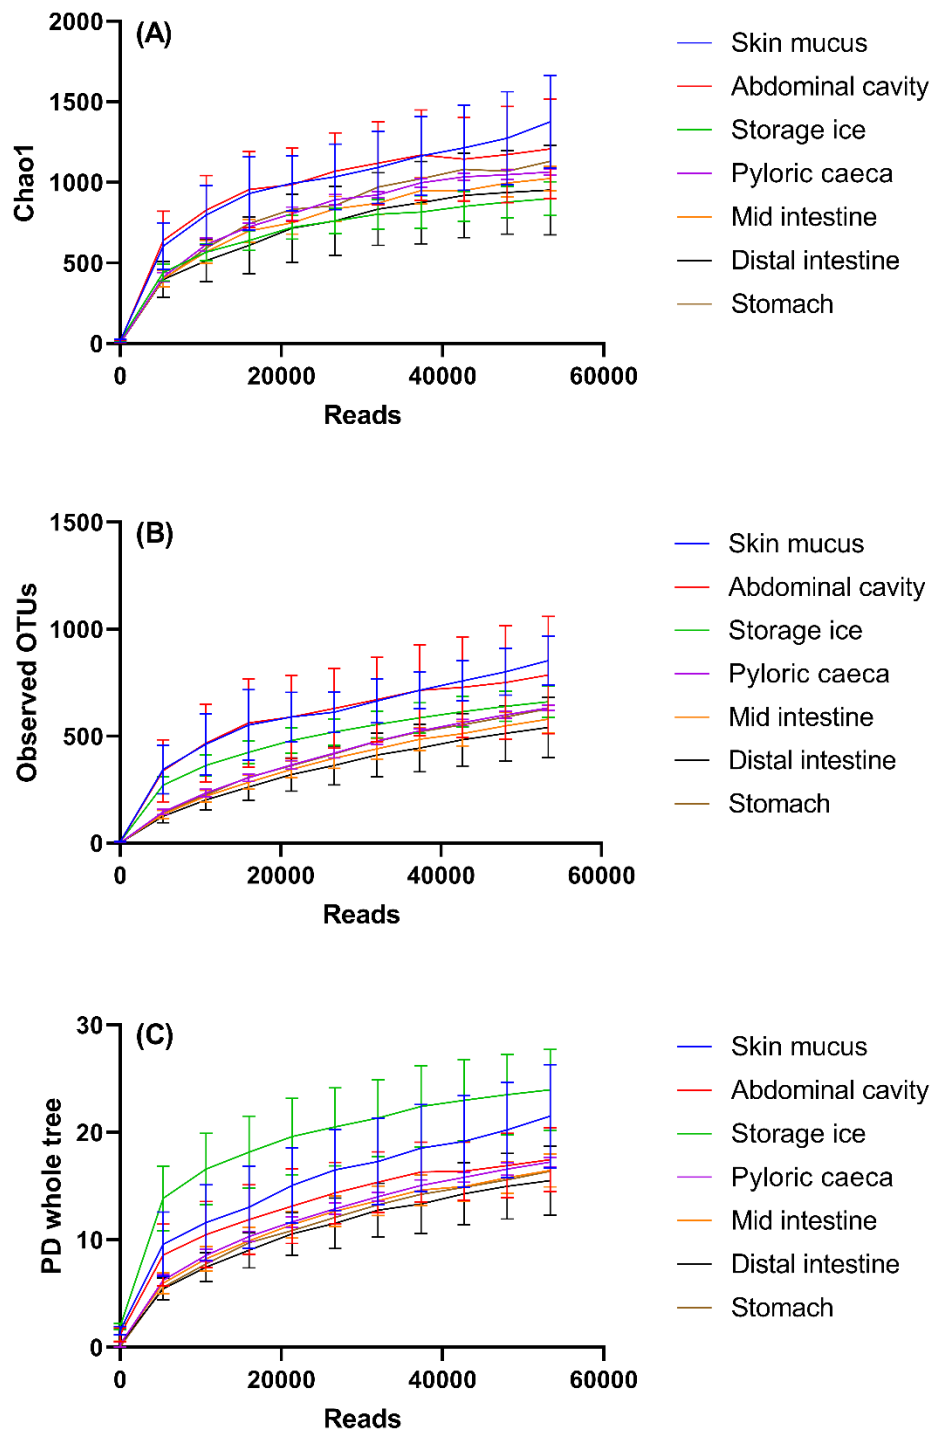 (A)
2000
1500
1000
500
0
Chao1
0 20000 40000 60000
Reads
Skin mucus
Abdominal cavity
Storage ice
Pyloric caeca
Mid intestine
Distal intestine
Stomach
(B)
1500
1000
500
0
Observed OTUs
0 20000 40000 60000
Reads
Skin mucus
Abdominal cavity
Storage ice
Pyloric caeca
Mid intestine
Distal intestine
Stomach
(C)
30
20
10
0
PD whole tree
0 20000 40000 60000
Reads
Skin mucus
Abdominal cavity
Storage ice
Pyloric caeca
Mid intestine
Distal intestine
Stomach